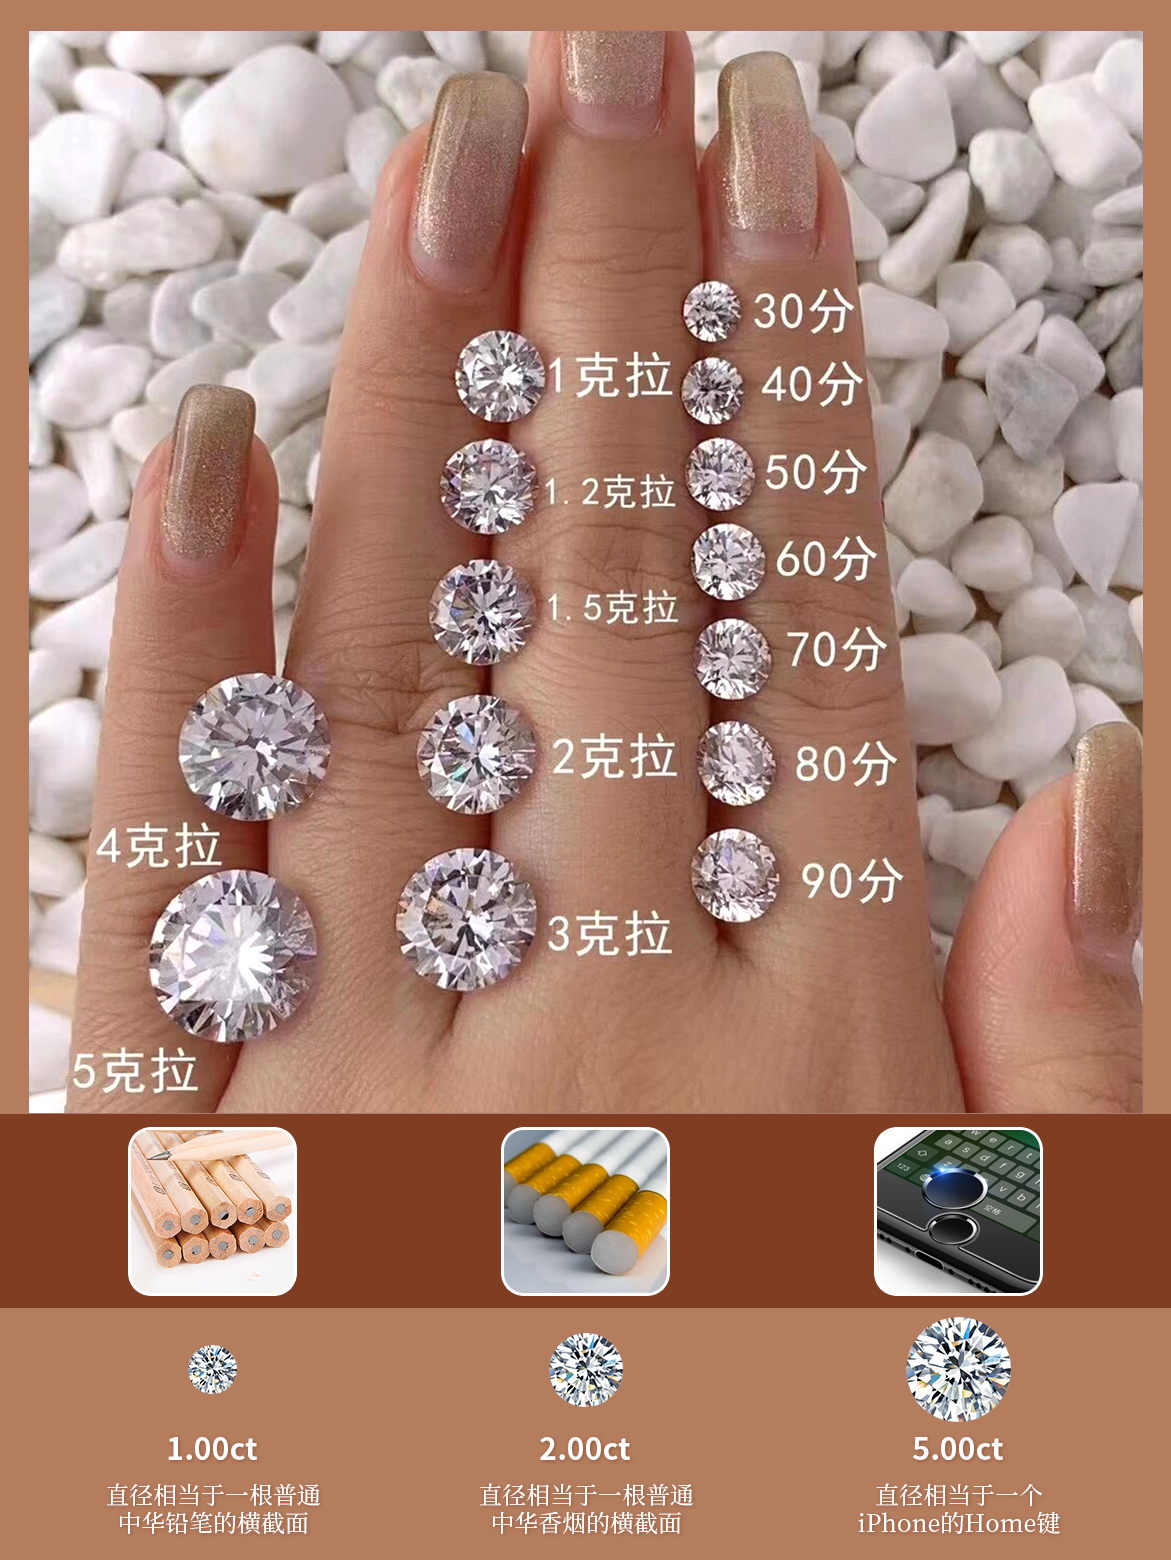 30分
1克拉
40分
50分
1.2克拉
60分
1.5克拉
70分
2克拉
80分
4克拉
90分
3克拉
5克拉
1.00ct
直径相当于一根普通
中华铅笔的横截面
2.00ct
直径相当于一根普通
中华香烟的横截面
5.00ct
直径相当于一个
iPhone的Home键